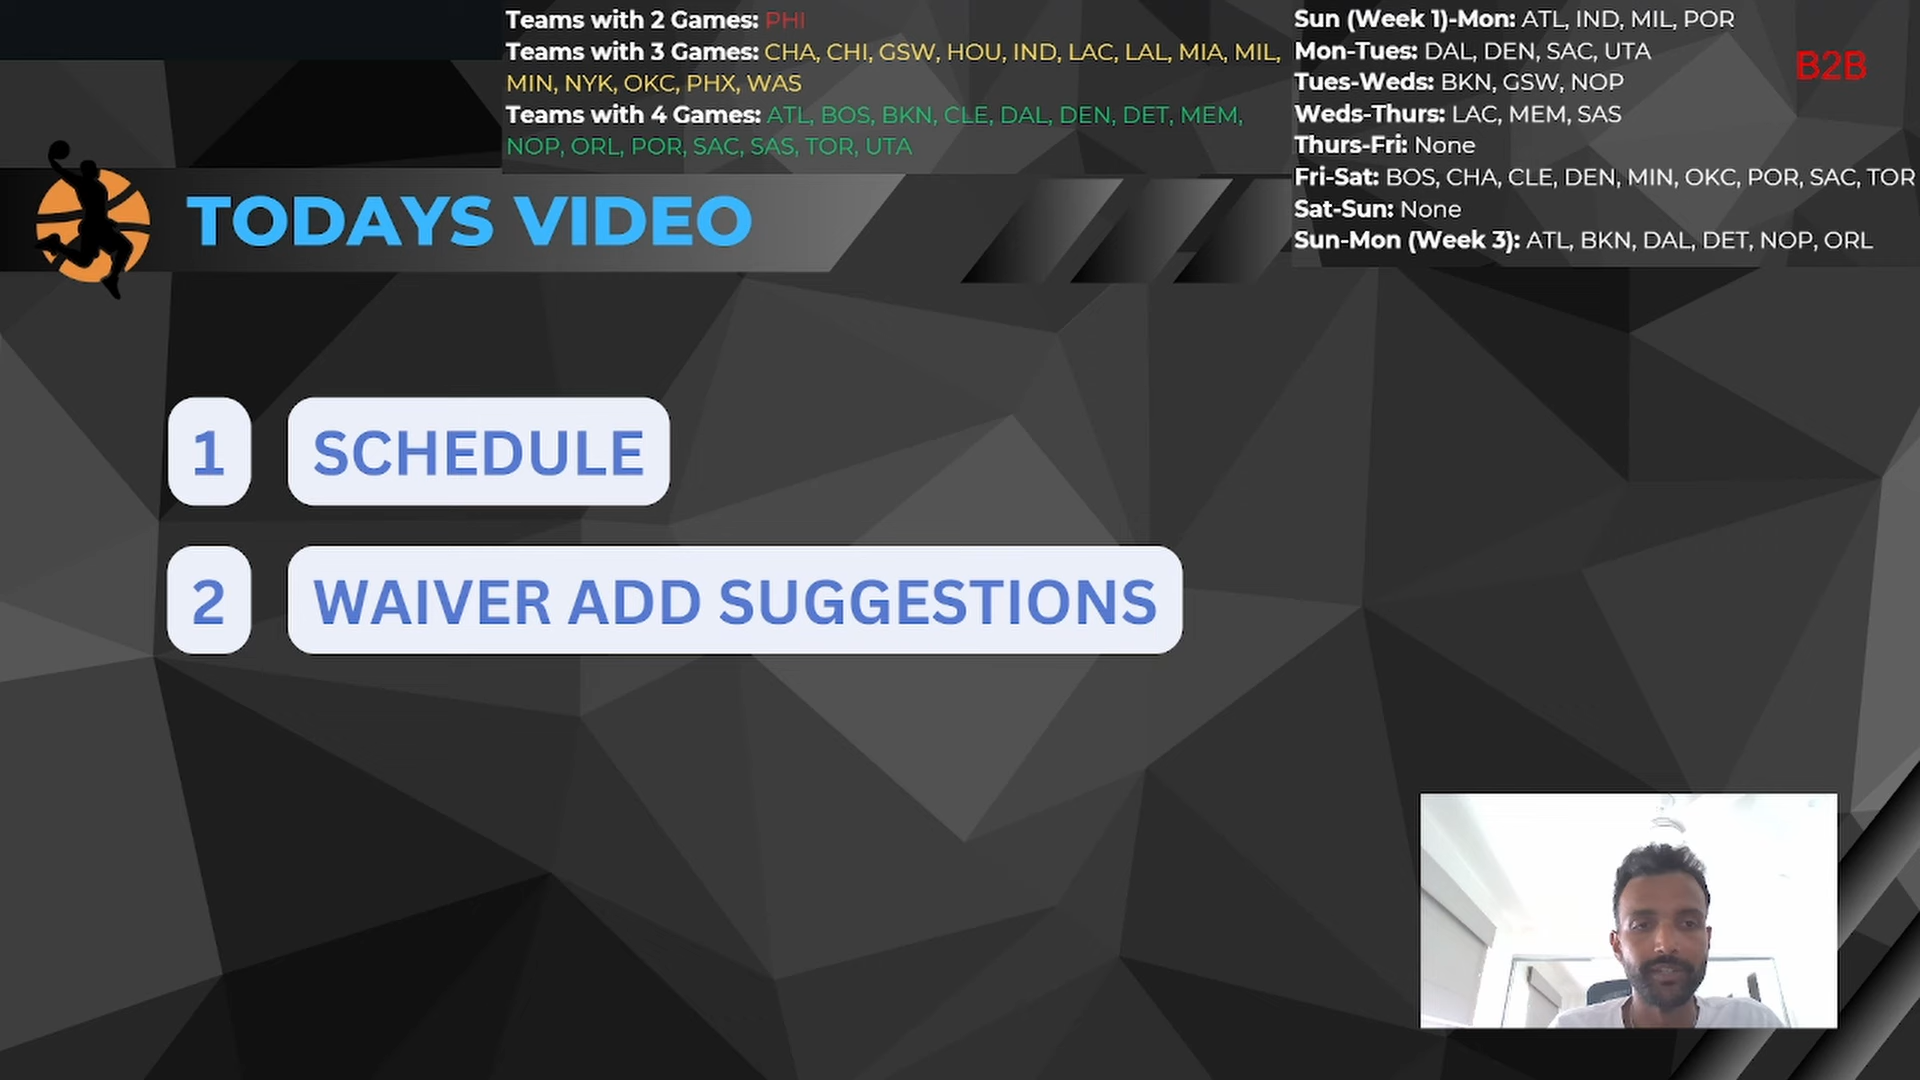 Teams with 2 Games: PHI
Teams with 3 Games: CHA, CHI, GSW, HOU, IND, LAC, LAL, MIA, MIL,
MIN, NYK, OKC, PHX, WAS
Teams with 4 Games: ATL, BOS, BKN, CLE, DAL, DEN, DET, MEM,
NOP, ORL, POR, SAC, SAS, TOR, UTA
Sun (Week 1)-Mon: ATL, IND, MIL, POR
Mon-Tues: DAL, DEN, SAC, UTA
Tues-Weds: BKN, GSW, NOP
Weds-Thurs: LAC, MEM, SAS
Thurs-Fri: None
Fri-Sat: BOS, CHA, CLE, DEN, MIN, OKC, POR, SAC, TOR
Sat-Sun: None
Sun-Mon (Week 3): ATL, BKN, DAL, DET, NOP, ORL
B2B
TODAYS VIDEO
1 SCHEDULE
2 WAIVER ADD SUGGESTIONS